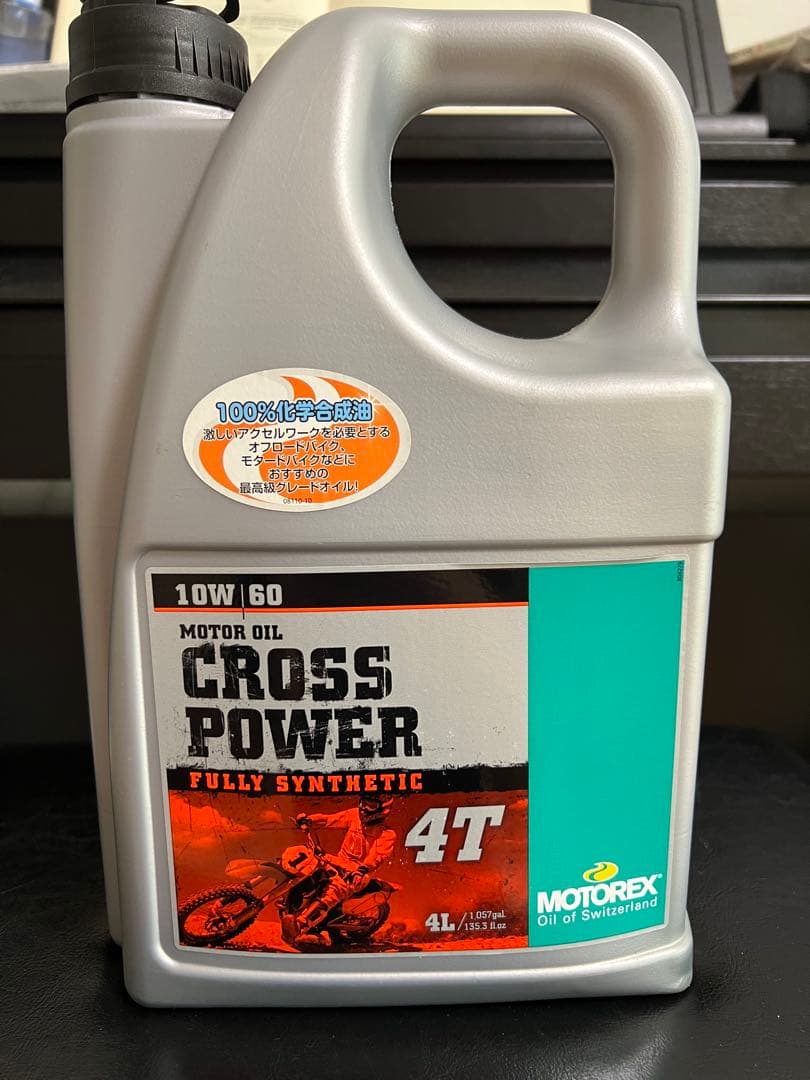 100%化学合成油
激しいアクセルワークを必要とする
オフロードバイク、
モタードバイクなどに
おすすめの
最高級グレードオイル!
08110-10
10W|60
MOTOR OIL
CROSS
POWER
FULLY SYNTHETIC
4T
4L/1,057gal.
135.3 fl.oz
MOTOREX®
Oil of Switzerland